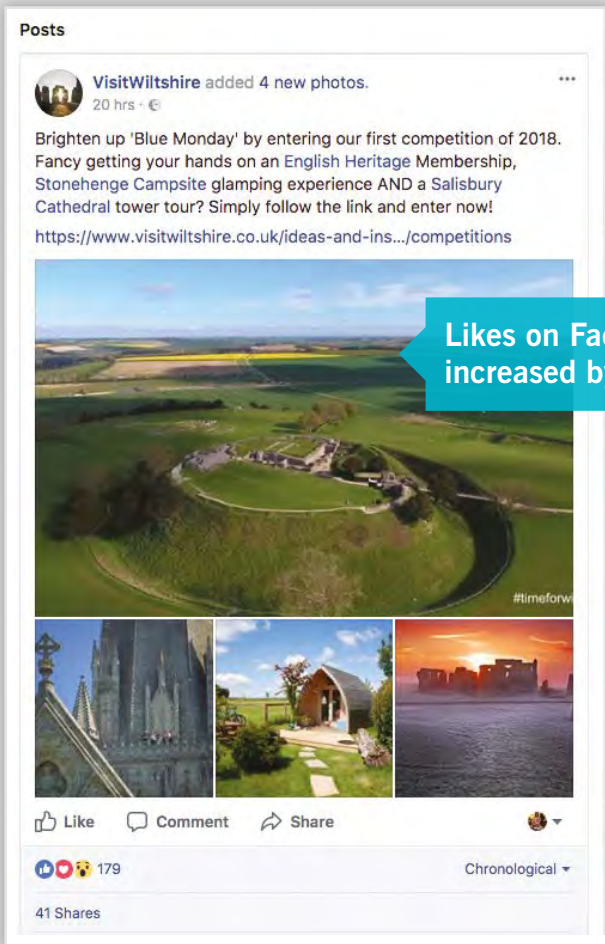 Posts
VisitWiltshire added 4 new photos.
20 hrs ·
Brighten up 'Blue Monday' by entering our first competition of 2018.
Fancy getting your hands on an English Heritage Membership,
Stonehenge Campsite glamping experience AND a Salisbury
Cathedral tower tour? Simply follow the link and enter now!
https://www.visitwiltshire.co.uk/ideas-and-ins.../competitions
Likes on
increased
#timeforwi
Like Comment Share
179 Chronological
41 Shares